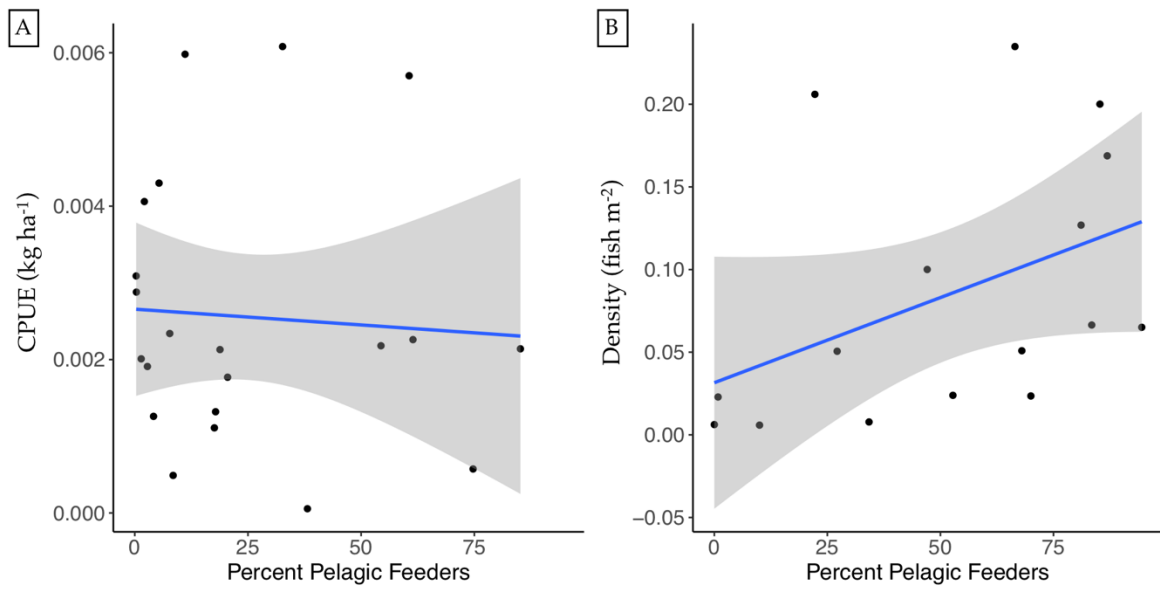 A
CPUE (kg ha-1)
0.006
0.004
0.002
0.000
0 25 50 75
Percent Pelagic Feeders
B
Density (fish m-2)
0.20
0.15
0.10
0.05
0.00
−0.05
0 25 50 75
Percent Pelagic Feeders